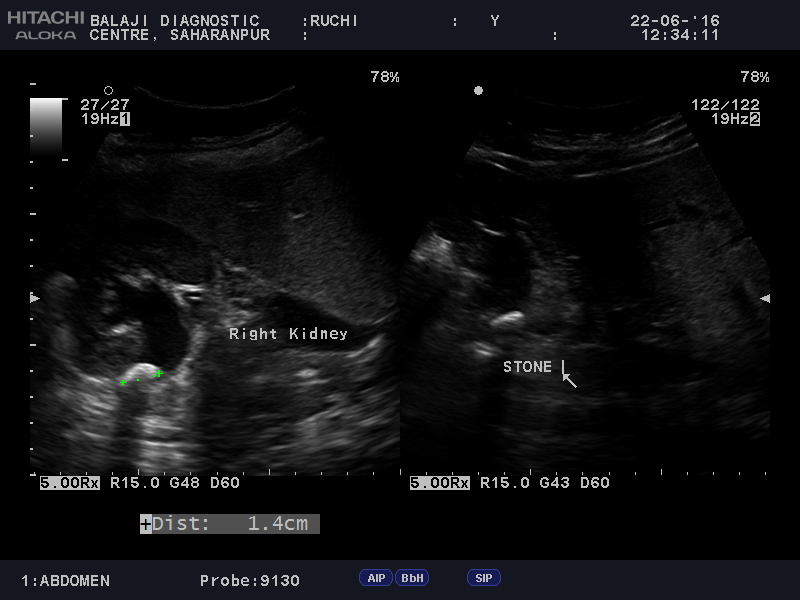 HITACHI
ALOKA
BALAJI DIAGNOSTIC :RUCHI : Y 22-06-'16
CENTRE, SAHARANPUR : : 12:34:11
78% 78%
27/27 122/122
19Hz1 19Hz2
Right Kidney
STONE
5.00Rx R15.0 G48 D60 5.00Rx R15.0 G43 D60
+Dist: 1.4cm
1:ABDOMEN Probe:9130 AIP BbH SIP